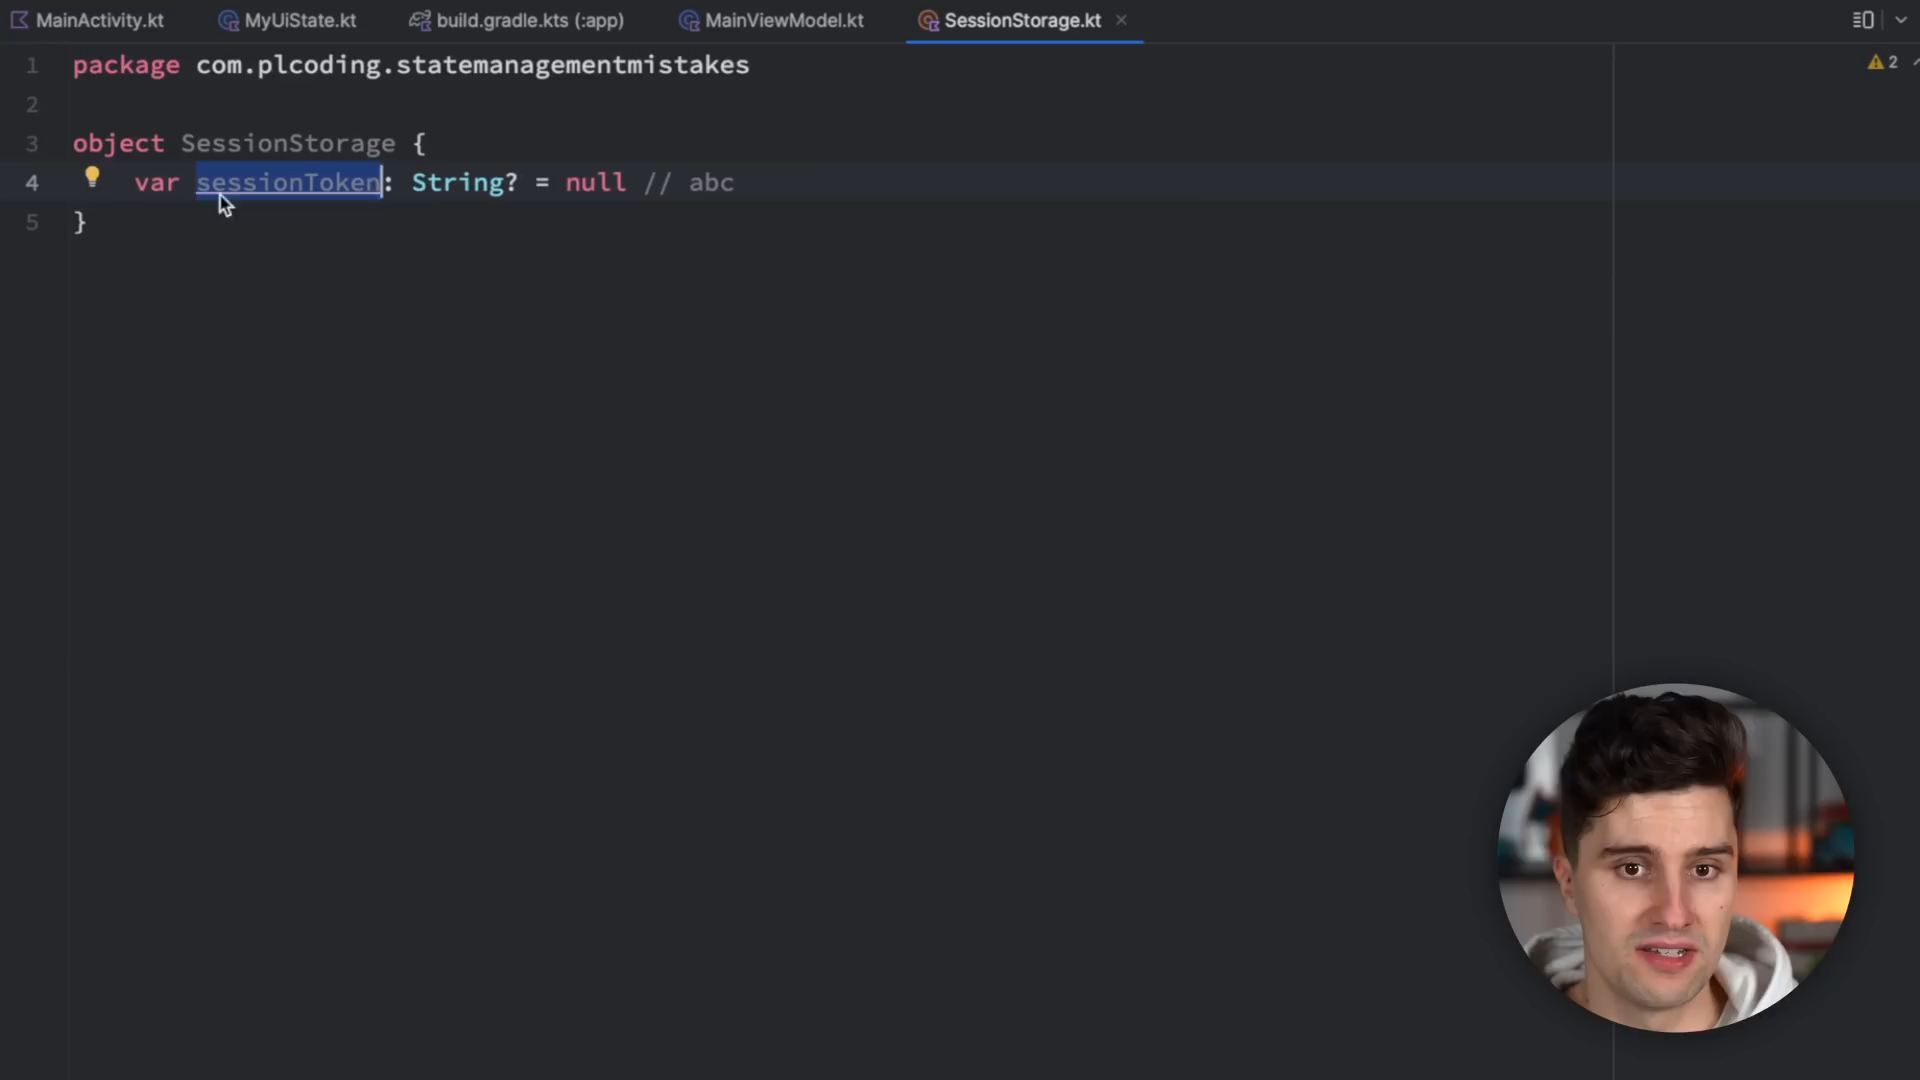 MainActivity.kt MyUiState.kt build.gradle.kts (:app) MainViewModel.kt SessionStorage.kt
2
1 package com.plcoding.statemanagementmistakes
2
3 object SessionStorage {
4 var sessionToken: String? = null // abc
5 }